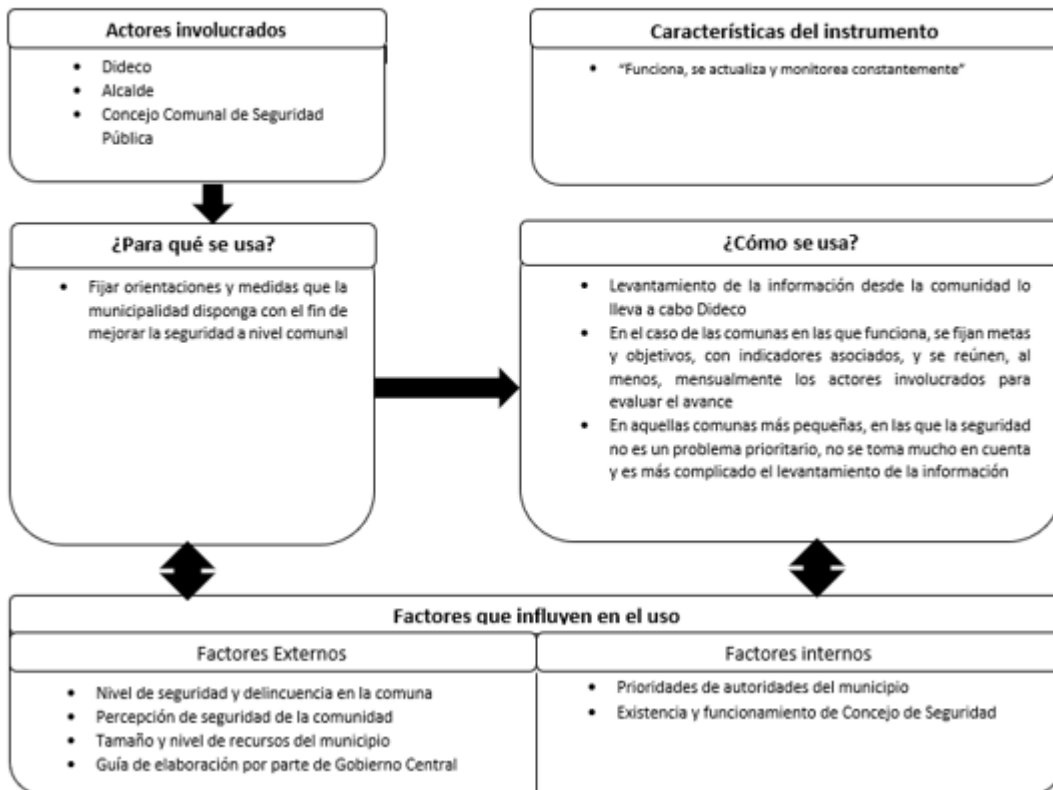 Actores involucrados
• Dideco
• Alcalde
• Concejo Comunal de Seguridad
Pública
Características del instrumento
• "Funciona, se actualiza y monitorea constantemente"
¿Para qué se usa?
• Fijar orientaciones y medidas que la
municipalidad disponga con el fin de
mejorar la seguridad a nivel comunal
¿Cómo se usa?
• Levantamiento de la información desde la comunidad lo
lleva a cabo Dideco
• En el caso de las comunas en las que funciona, se fijan metas
y objetivos, con indicadores asociados, y se reúnen, al
menos, mensualmente los actores involucrados para
evaluar el avance
• En aquellas comunas más pequeñas, en las que la seguridad
no es un problema prioritario, no se toma mucho en cuenta
y es más complicado el levantamiento de la información
Factores que influyen en el uso
Factores Externos
• Nivel de seguridad y delincuencia en la comuna
• Percepción de seguridad de la comunidad
• Tamaño y nivel de recursos del municipio
• Guía de elaboración por parte de Gobierno Central
Factores internos
• Prioridades de autoridades del municipio
• Existencia y funcionamiento de Concejo de Seguridad